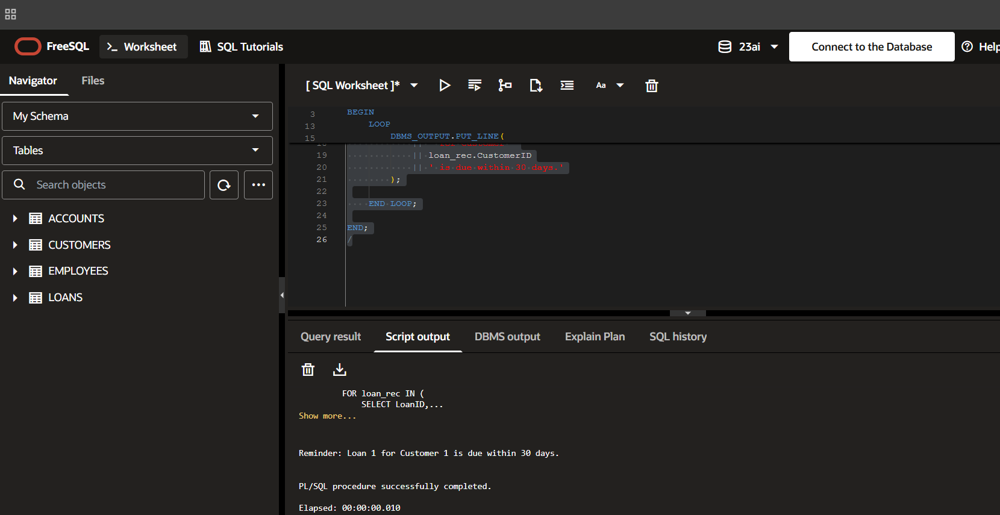 FreeSQL
>_ Worksheet
SQL Tutorials
23ai
Connect to the Database
Help
Navigator
Files
My Schema
Tables
Search objects
ACCOUNTS
CUSTOMERS
EMPLOYEES
LOANS
[ SQL Worksheet ]*
Aa
3 BEGIN
13 LOOP
15 DBMS_OUTPUT.PUT_LINE(
19 || loan_rec.CustomerID
20 || ' is due within 30 days.'
21 );
22
23 END LOOP;
24
25 END;
26 /
Query result
Script output
DBMS output
Explain Plan
SQL history
FOR loan_rec IN (
SELECT LoanID,...
Show more...
Reminder: Loan 1 for Customer 1 is due within 30 days.
PL/SQL procedure successfully completed.
Elapsed: 00:00:00.010